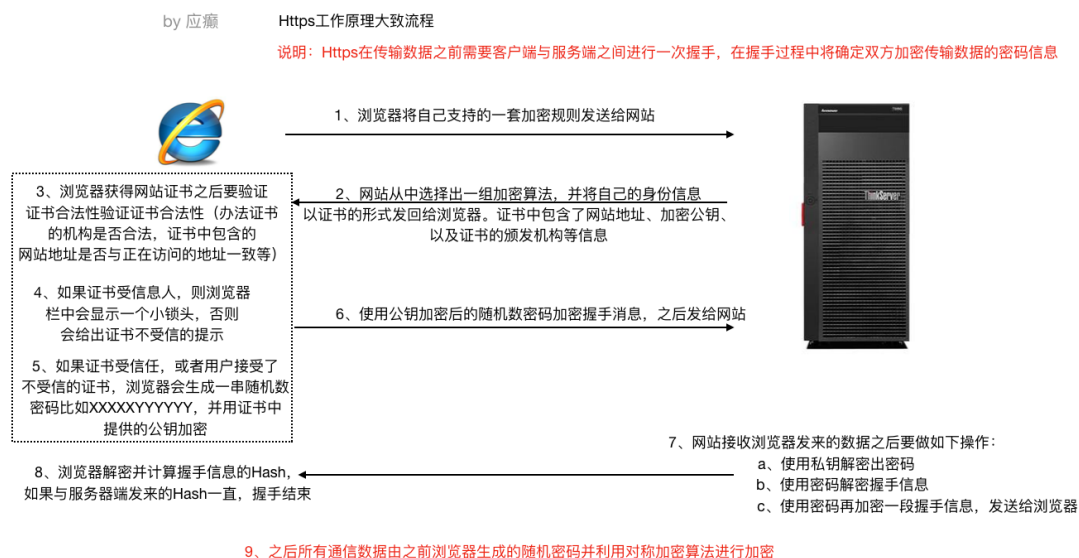 by 应癫
Https工作原理大致流程
说明：Https在传输数据之前需要客户端与服务端之间进行一次握手，在握手过程中将确定双方加密传输数据的密码信息
1、浏览器将自己支持的一套加密规则发送给网站
2、网站从中选择出一组加密算法，并将自己的身份信息
以证书的形式发回给浏览器。证书中包含了网站地址、加密公钥、
以及证书的颁发机构等信息
3、浏览器获得网站证书之后要验证
证书合法性验证证书合法性（办法证书
的机构是否合法，证书中包含的
网站地址是否与正在访问的地址一致等）
4、如果证书受信息人，则浏览器
栏中会显示一个小锁头，否则
会给出证书不受信的提示
5、如果证书受信任，或者用户接受了
不受信的证书，浏览器会生成一串随机数
密码比如XXXXXYYYYYY，并用证书中
提供的公钥加密
6、使用公钥加密后的随机数密码加密握手消息，之后发给网站
ThinkServer
7、网站接收浏览器发来的数据之后要做如下操作：
a、使用私钥解密出密码
b、使用密码解密握手信息
c、使用密码再加密一段握手信息，发送给浏览器
8、浏览器解密并计算握手信息的Hash，
如果与服务器端发来的Hash一直，握手结束
9、之后所有通信数据由之前浏览器生成的随机密码并利用对称加密算法进行加密